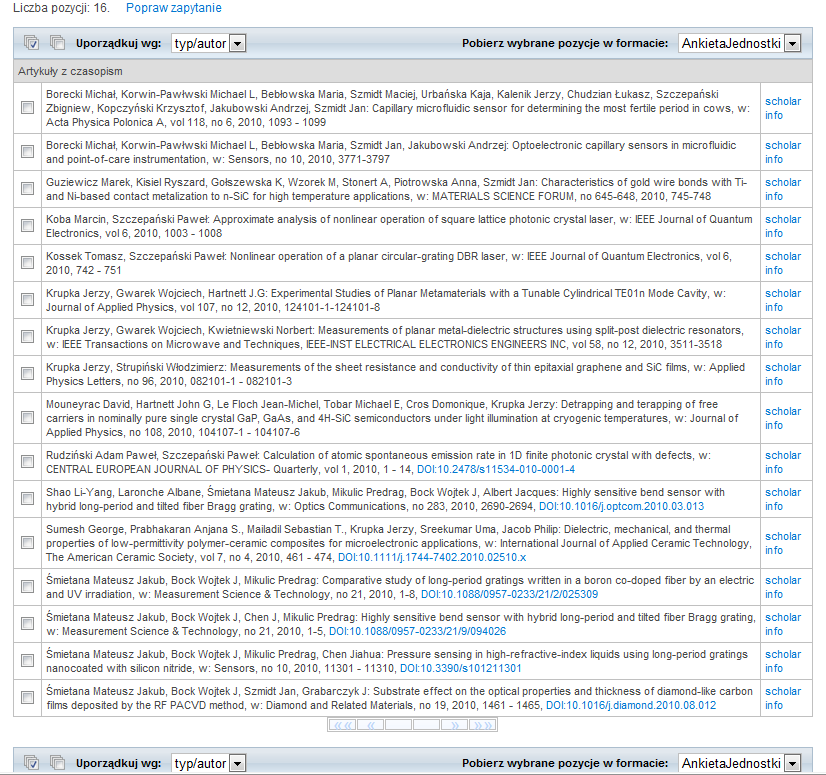 Liczba pozycji: 16. Popraw zapytanie
Uporządkuj wg: typ/autor Pobierz wybrane pozycje w formacie: AnkietaJednostki
Artykuły z czasopism
Borecki Michał, Korwin-Pawłwski Michael L, Bebłowska Maria, Szmidt Maciej, Urbańska Kaja, Kalenik Jerzy, Chudzian Łukasz, Szczepański
Zbigniew, Kopczyński Krzysztof, Jakubowski Andrzej, Szmidt Jan: Capillary microfluidic sensor for determining the most fertile period in cows, w:
Acta Physica Polonica A, vol 118, no 6, 2010, 1093 - 1099
scholar
info
Borecki Michał, Korwin-Pawłwski Michael L, Bebłowska Maria, Szmidt Jan, Jakubowski Andrzej: Optoelectronic capillary sensors in microfluidic
and point-of-care instrumentation, w: Sensors, no 10, 2010, 3771-3797
scholar
info
Guziewicz Marek, Kisiel Ryszard, Gołszewska K, Wzorek M, Stonert A, Piotrowska Anna, Szmidt Jan: Characteristics of gold wire bonds with Ti-
and Ni-based contact metalization to n-SiC for high temperature applications, w: MATERIALS SCIENCE FORUM, no 645-648, 2010, 745-748
scholar
info
Koba Marcin, Szczepański Paweł: Approximate analysis of nonlinear operation of square lattice photonic crystal laser, w: IEEE Journal of Quantum
Electronics, vol 6, 2010, 1003 - 1008
scholar
info
Kossek Tomasz, Szczepański Paweł: Nonlinear operation of a planar circular-grating DBR laser, w: IEEE Journal of Quantum Electronics, vol 6,
2010, 742 - 751
scholar
info
Krupka Jerzy, Gwarek Wojciech, Hartnett J.G: Experimental Studies of Planar Metamaterials with a Tunable Cylindrical TE01n Mode Cavity, w:
Journal of Applied Physics, vol 107, no 12, 2010, 124101-1-124101-8
scholar
info
Krupka Jerzy, Gwarek Wojciech, Kwietniewski Norbert: Measurements of planar metal-dielectric structures using split-post dielectric resonators,
w: IEEE Transactions on Microwave and Techniques, IEEE-INST ELECTRICAL ELECTRONICS ENGINEERS INC, vol 58, no 12, 2010, 3511-3518
scholar
info
Krupka Jerzy, Strupiński Włodzimierz: Measurements of the sheet resistance and conductivity of thin epitaxial graphene and SiC films, w: Applied
Physics Letters, no 96, 2010, 082101-1 - 082101-3
scholar
info
Mouneyrac David, Hartnett John G, Le Floch Jean-Michel, Tobar Michael E, Cros Domonique, Krupka Jerzy: Detrapping and terapping of free
carriers in nominally pure single crystal GaP, GaAs, and 4H-SiC semiconductors under light illumination at cryogenic temperatures, w: Journal of
Applied Physics, no 108, 2010, 104107-1 - 104107-6
scholar
info
Rudziński Adam Paweł, Szczepański Paweł: Calculation of atomic spontaneous emission rate in 1D finite photonic crystal with defects, w:
CENTRAL EUROPEAN JOURNAL OF PHYSICS- Quarterly, vol 1, 2010, 1 - 14, DOI:10.2478/s11534-010-0001-4
scholar
info
Shao Li-Yang, Laronche Albane, Śmietana Mateusz Jakub, Mikulic Predrag, Bock Wojtek J, Albert Jacques: Highly sensitive bend sensor with
hybrid long-period and tilted fiber Bragg grating, w: Optics Communications, no 283, 2010, 2690-2694, DOI:10.1016/j.optcom.2010.03.013
scholar
info
Sumesh George, Prabhakaran Anjana S., Mailadil Sebastian T., Krupka Jerzy, Sreekumar Uma, Jacob Philip: Dielectric, mechanical, and thermal
properties of low-permittivity polymer-ceramic composites for microelectronic applications, w: International Journal of Applied Ceramic Technology,
The American Ceramic Society, vol 7, no 4, 2010, 461 - 474, DOI:10.1111/j.1744-7402.2010.02510.x
scholar
info
Śmietana Mateusz Jakub, Bock Wojtek J, Mikulic Predrag: Comparative study of long-period gratings written in a boron co-doped fiber by an electric
and UV irradiation, w: Measurement Science & Technology, no 21, 2010, 1-8, DOI:10.1088/0957-0233/21/2/025309
scholar
info
Śmietana Mateusz Jakub, Bock Wojtek J, Chen J, Mikulic Predrag: Highly sensitive bend sensor with hybrid long-period and tilted fiber Bragg grating,
w: Measurement Science & Technology, no 21, 2010, 1-5, DOI:10.1088/0957-0233/21/9/094026
scholar
info
Śmietana Mateusz Jakub, Bock Wojtek J, Mikulic Predrag, Chen Jiahua: Pressure sensing in high-refractive-index liquids using long-period gratings
nanocoated with silicon nitride, w: Sensors, no 10, 2010, 11301 - 11310, DOI:10.3390/s101211301
scholar
info
Śmietana Mateusz Jakub, Bock Wojtek J, Szmidt Jan, Grabarczyk J: Substrate effect on the optical properties and thickness of diamond-like carbon
films deposited by the RF PACVD method, w: Diamond and Related Materials, no 19, 2010, 1461 - 1465, DOI:10.1016/j.diamond.2010.08.012
scholar
info
«« « » »»
Uporządkuj wg: typ/autor Pobierz wybrane pozycje w formacie: AnkietaJednostki